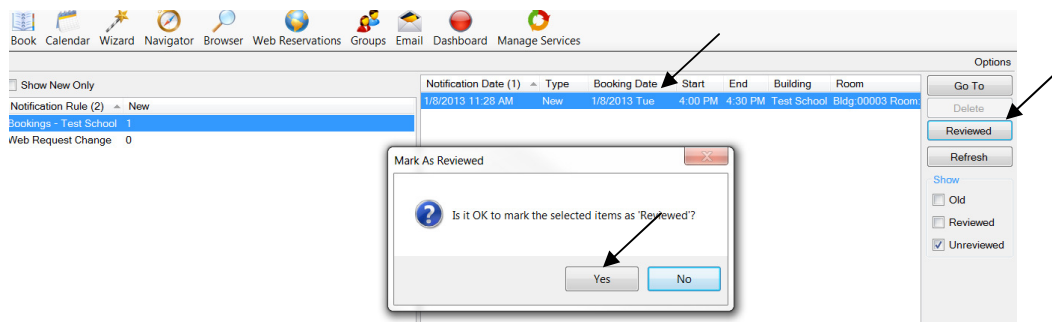 Book Calendar Wizard Navigator Browser Web Reservations Groups Email Dashboard Manage Services
Options
Show New Only
Notification Rule (2) New
Bookings - Test School 1
Web Request Change 0
Notification Date (1) Type Booking Date Start End Building Room
1/8/2013 11:28 AM New 1/8/2013 Tue 4:00 PM 4:30 PM Test School Bldg:00003 Room:
Go To
Delete
Reviewed
Refresh
Show
Old
Reviewed
Unreviewed
Mark As Reviewed
Is it OK to mark the selected items as 'Reviewed'?
Yes No